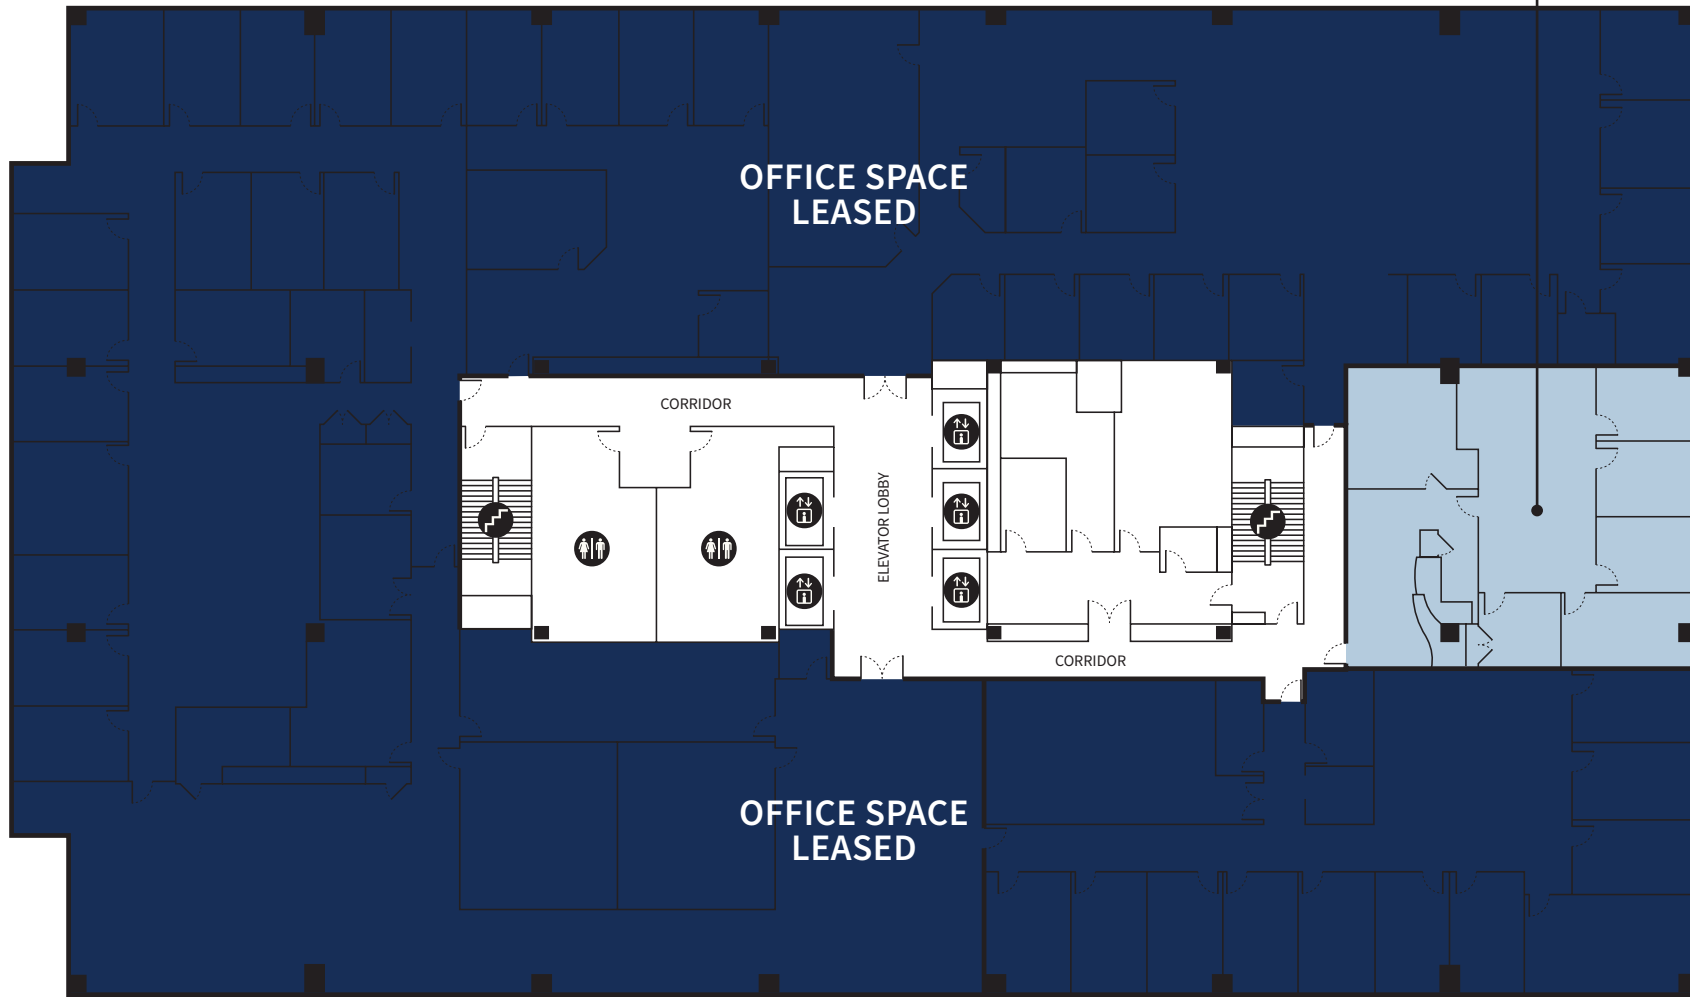 OFFICE SPACE
LEASED
CORRIDOR
ELEVATOR LOBBY
CORRIDOR
OFFICE SPACE
LEASED